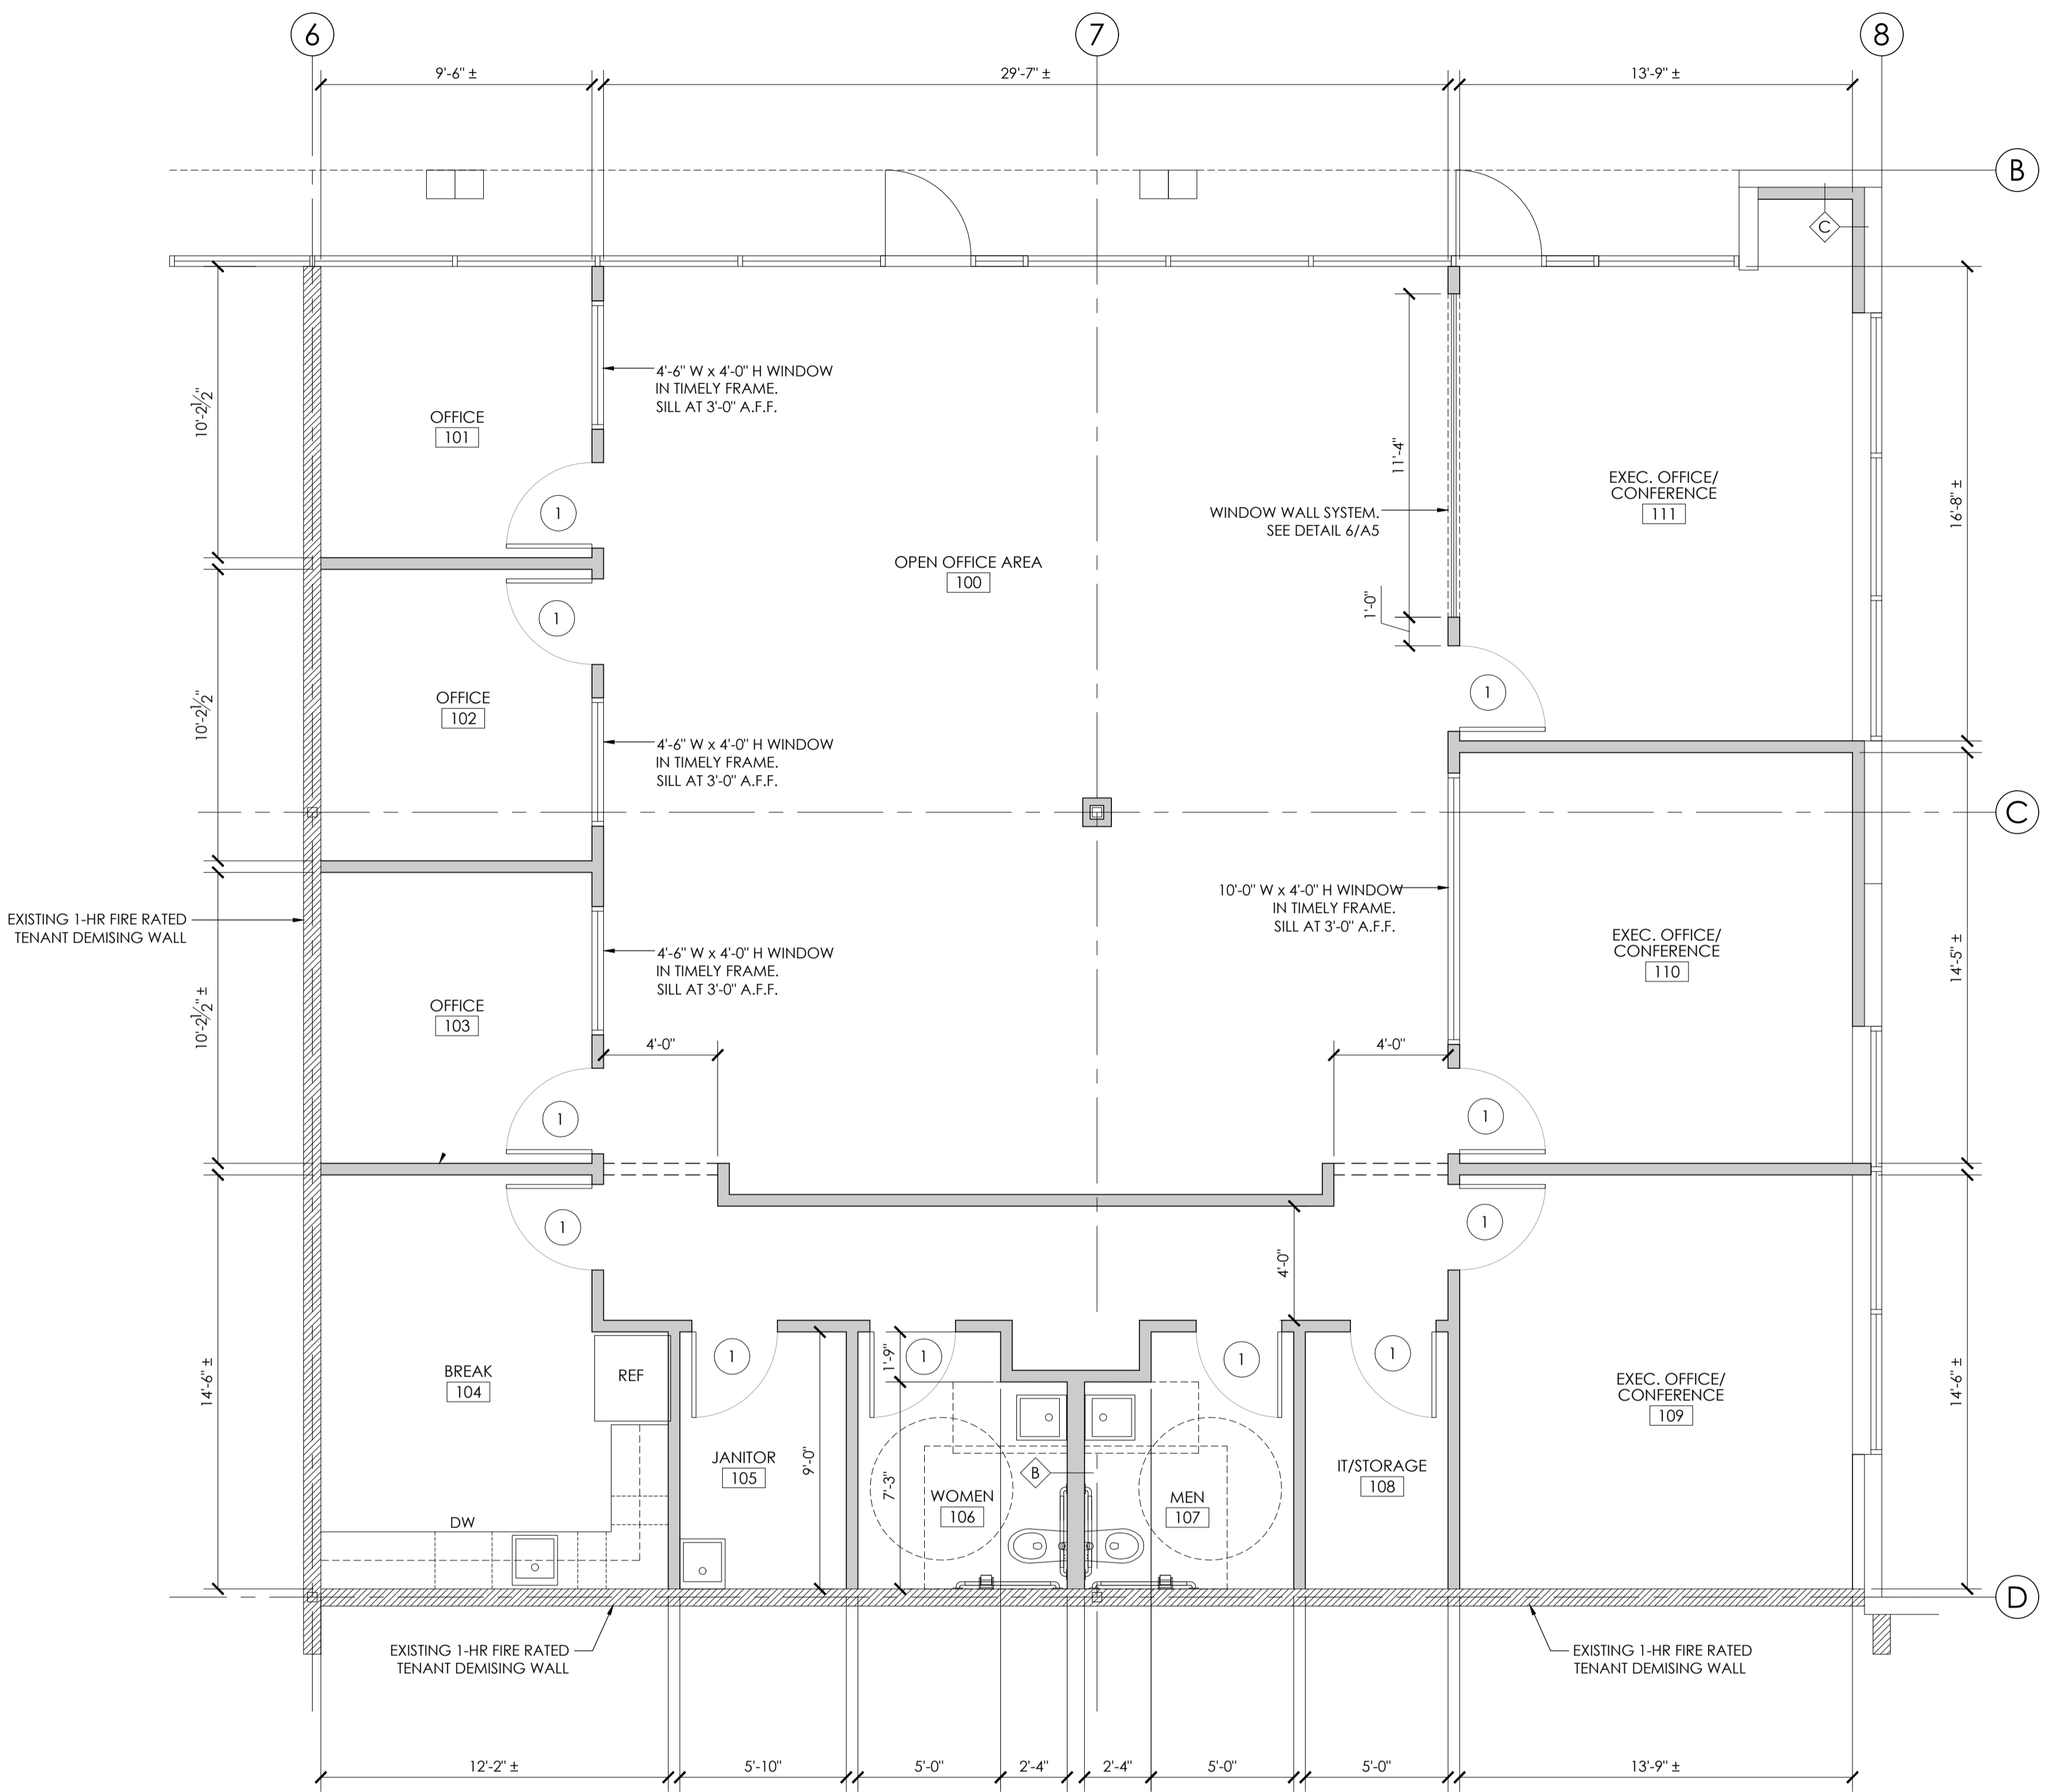 6
7
8
9'-6" ±
29'-7" ±
13'-9" ±
B
C
10'-2 1/2"
4'-6" W x 4'-0" H WINDOW
IN TIMELY FRAME.
SILL AT 3'-0" A.F.F.
OFFICE
101
1
11'-4"
WINDOW WALL SYSTEM.
SEE DETAIL 6/A5
EXEC. OFFICE/
CONFERENCE
111
16'-8" ±
OPEN OFFICE AREA
100
1'-0"
1
1
10'-2 1/2"
OFFICE
102
4'-6" W x 4'-0" H WINDOW
IN TIMELY FRAME.
SILL AT 3'-0" A.F.F.
C
EXISTING 1-HR FIRE RATED
TENANT DEMISING WALL
10'-2 1/2" ±
OFFICE
103
4'-6" W x 4'-0" H WINDOW
IN TIMELY FRAME.
SILL AT 3'-0" A.F.F.
10'-0" W x 4'-0" H WINDOW
IN TIMELY FRAME.
SILL AT 3'-0" A.F.F.
EXEC. OFFICE/
CONFERENCE
110
14'-5" ±
4'-0"
4'-0"
1
1
1
1
4'-0"
14'-6" ±
BREAK
104
REF
1
1
1'-9"
1
1
EXEC. OFFICE/
CONFERENCE
109
14'-6" ±
JANITOR
105
9'-0"
7'-3"
WOMEN
106
B
MEN
107
IT/STORAGE
108
DW
D
EXISTING 1-HR FIRE RATED
TENANT DEMISING WALL
EXISTING 1-HR FIRE RATED
TENANT DEMISING WALL
12'-2" ±
5'-10"
5'-0"
2'-4"
2'-4"
5'-0"
5'-0"
13'-9" ±